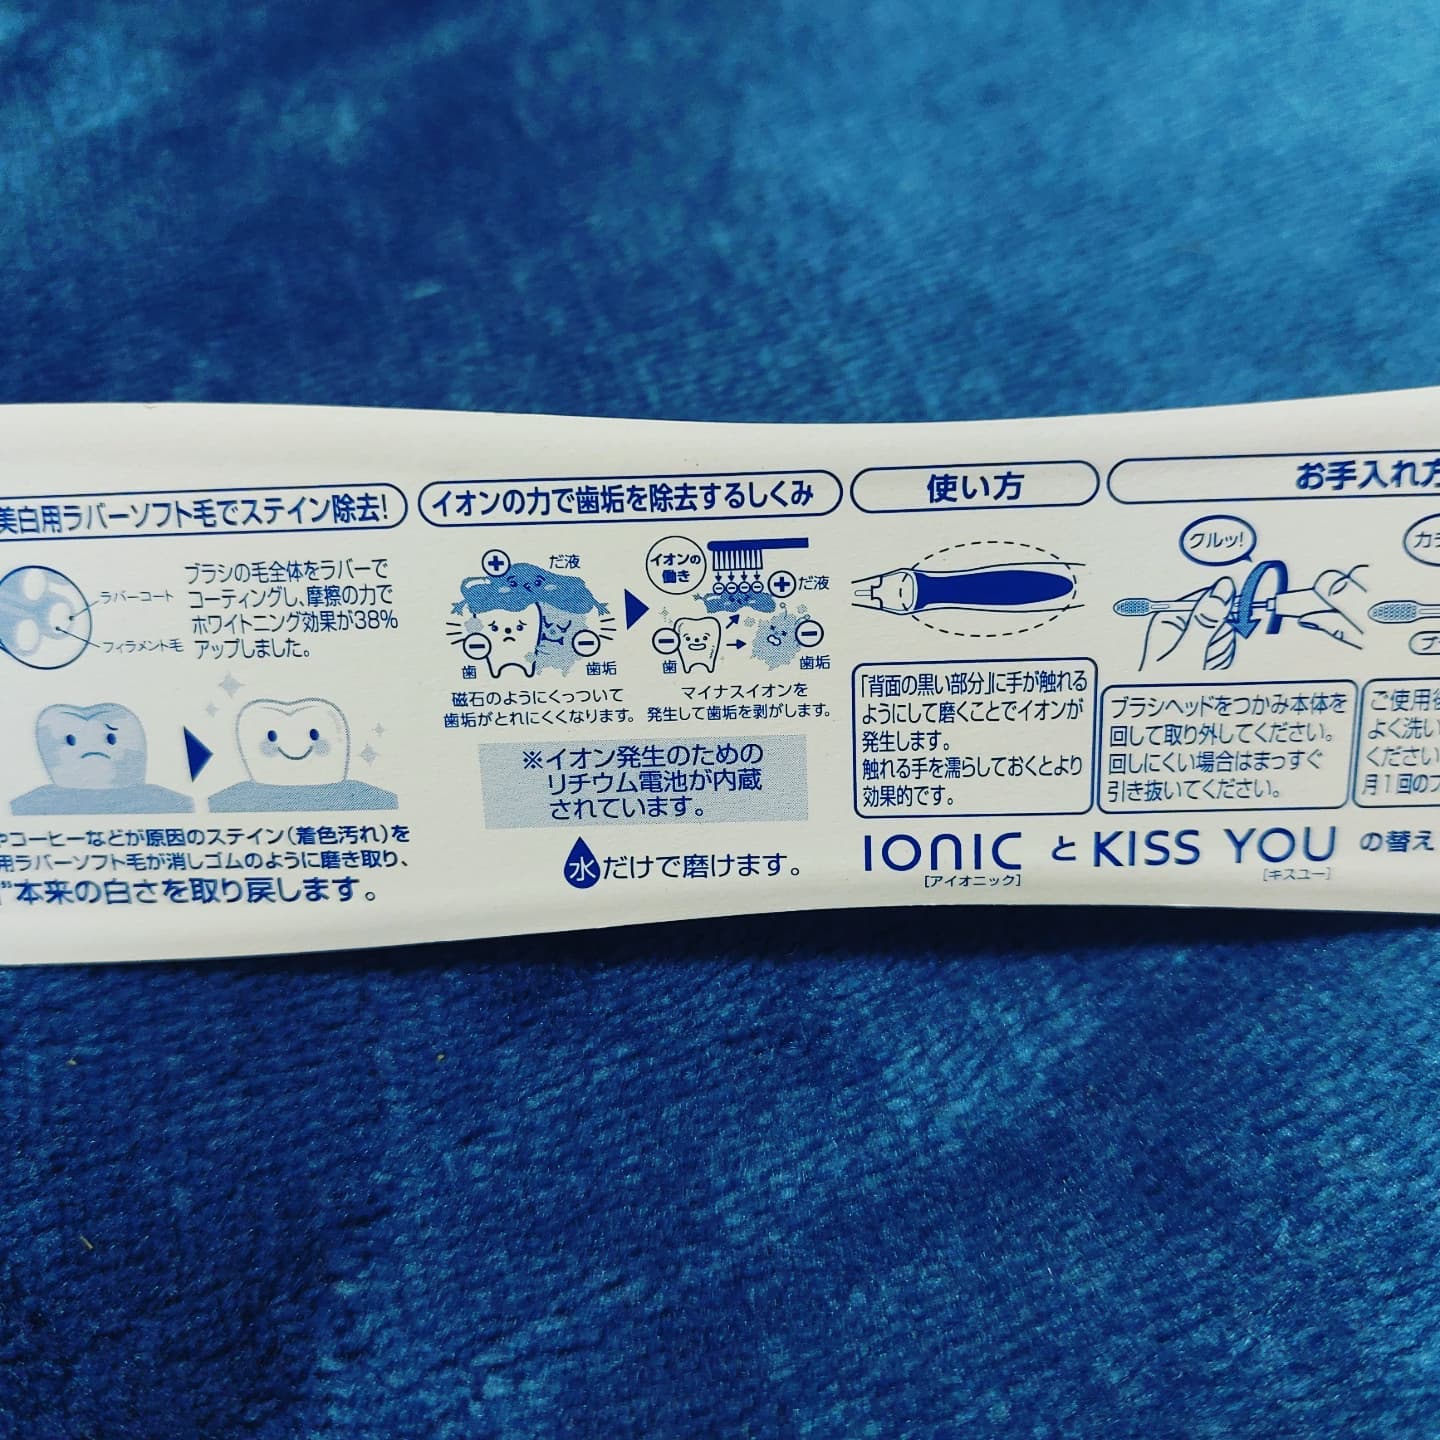 美白用ラバーソフト毛でステイン除去!
ラバーコート
フィラメント毛
ブラシの毛全体をラバーで
コーティングし、摩擦の力で
ホワイトニング効果が38%
アップしました。
コーヒーなどが原因のステイン(着色汚れ)を
用ラバーソフト毛が消しゴムのように磨き取り、
本来の白さを取り戻します。
イオンの力で歯垢を除去するしくみ
+
だ液
−
歯
−
歯垢
磁石のようにくっついて
歯垢がとれにくくなります。
イオンの
働き
+
だ液
−
歯
−
歯垢
マイナスイオンを
発生して歯垢を剥がします。
※イオン発生のための
リチウム電池が内蔵
されています。
水だけで磨けます。
使い方
「背面の黒い部分」に手が触れる
ようにして磨くことでイオンが
発生します。
触れる手を濡らしておくとより
効果的です。
お手入れ方
クルッ!
ブラシヘッドをつかみ本体を
回して取り外してください。
回しにくい場合はまっすぐ
引き抜いてください。
ご使用後
よく洗い
ください
月1回の
IONIC と KISS YOU の替え
[アイオニック]
[キスユー]